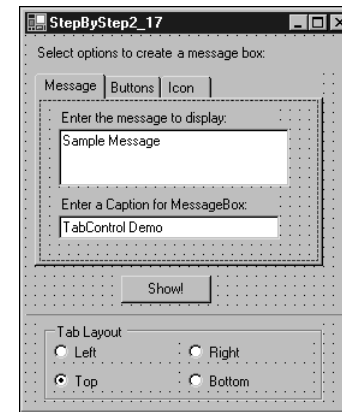 StepByStep2_17
Select options to create a message box:
Message Buttons Icon
Enter the message to display:
Sample Message
Enter a Caption for MessageBox:
TabControl Demo
Show!
Tab Layout
Left Right
Top Bottom